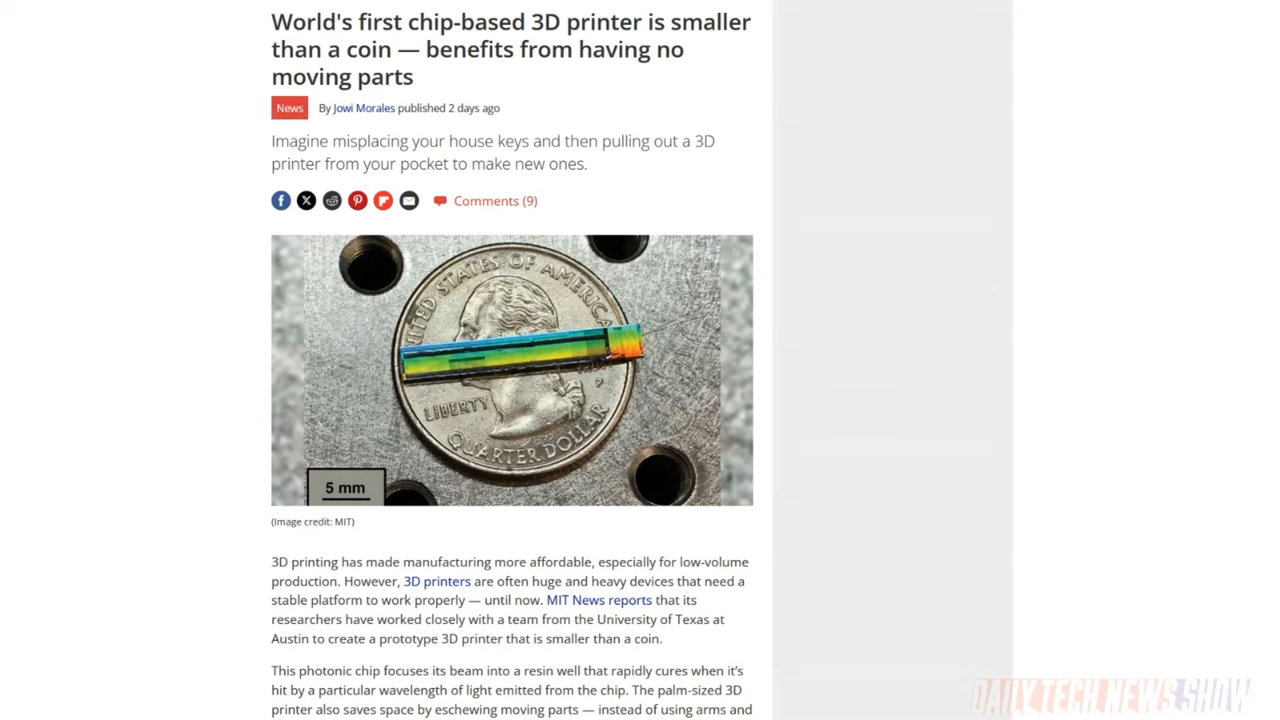 World's first chip-based 3D printer is smaller
than a coin — benefits from having no
moving parts
News
By Jowi Morales published 2 days ago
Imagine misplacing your house keys and then pulling out a 3D
printer from your pocket to make new ones.
Comments (9)
UNITED STATES OF AMERICA
LIBERTY
P
QUARTER DOLLAR
5 mm
(Image credit: MIT)
3D printing has made manufacturing more affordable, especially for low-volume
production. However, 3D printers are often huge and heavy devices that need a
stable platform to work properly — until now. MIT News reports that its
researchers have worked closely with a team from the University of Texas at
Austin to create a prototype 3D printer that is smaller than a coin.
This photonic chip focuses its beam into a resin well that rapidly cures when it's
hit by a particular wavelength of light emitted from the chip. The palm-sized 3D
printer also saves space by eschewing moving parts — instead of using arms and
DAILY TECH NEWS SHOW